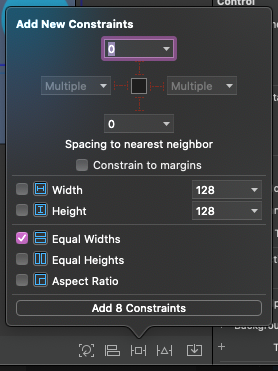 Control
Add New Constraints
0
Multiple
Multiple
0
Spacing to nearest neighbor
Constrain to margins
Width 128
Height 128
Equal Widths
Equal Heights
Aspect Ratio
Add 8 Constraints